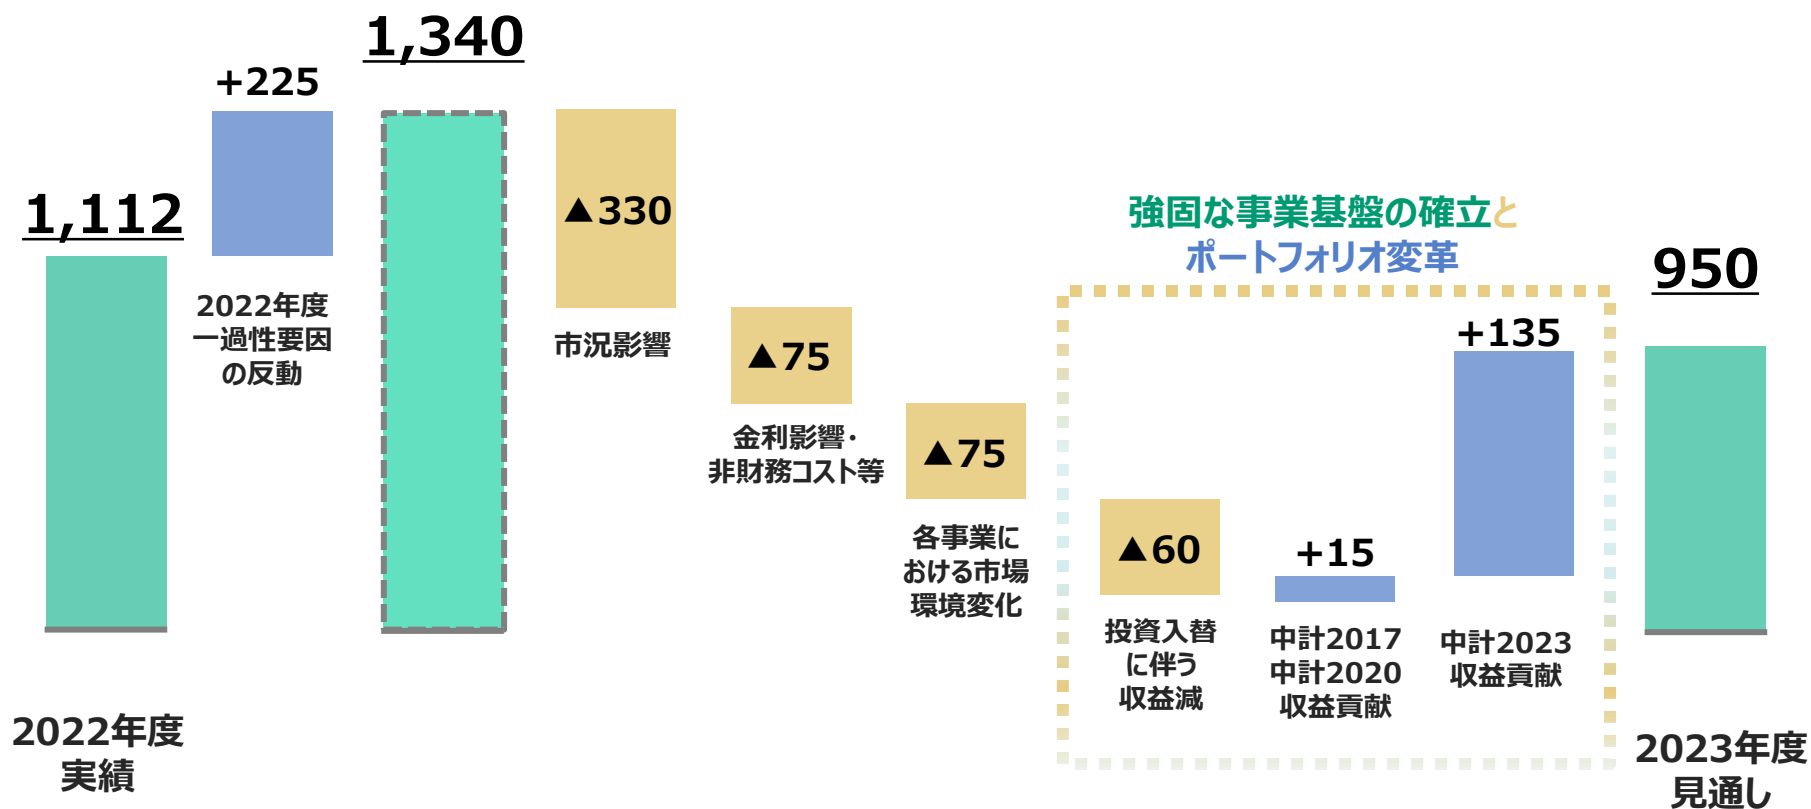 1,112
2022年度
実績
+225
2022年度
一過性要因
の反動
1,340
▲330
市況影響
▲75
金利影響・
非財務コスト等
▲75
各事業に
おける市場
環境変化
強固な事業基盤の確立と
ポートフォリオ変革
▲60
投資入替
に伴う
収益減
+15
中計2017
中計2020
収益貢献
+135
中計2023
収益貢献
950
2023年度
見通し